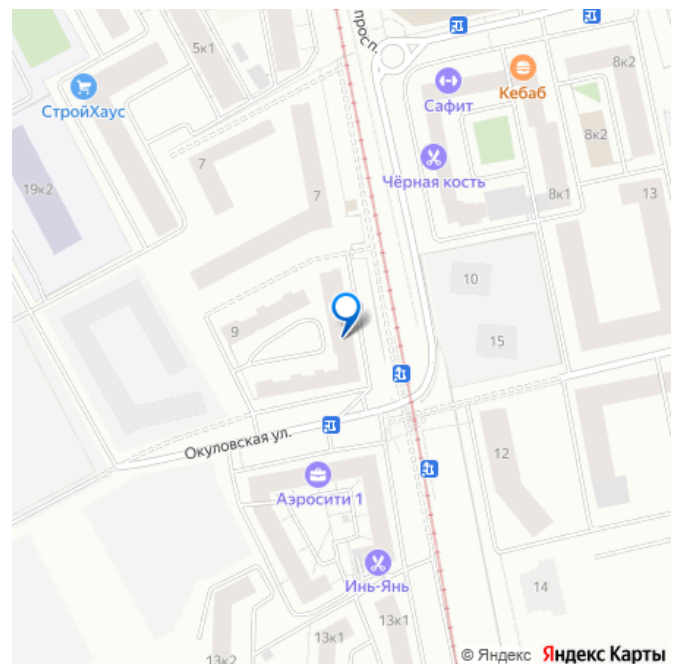 5к1
просп.
8к2
СтройХаус
Сафит
Кебаб
8к2
7
Чёрная кость
19к2
7
8к1
13
10
9
15
Окуловская ул.
12
Аэросити 1
Инь-Янь
14
13к1
13к1
13к2
© Яндекс Яндекс Карты